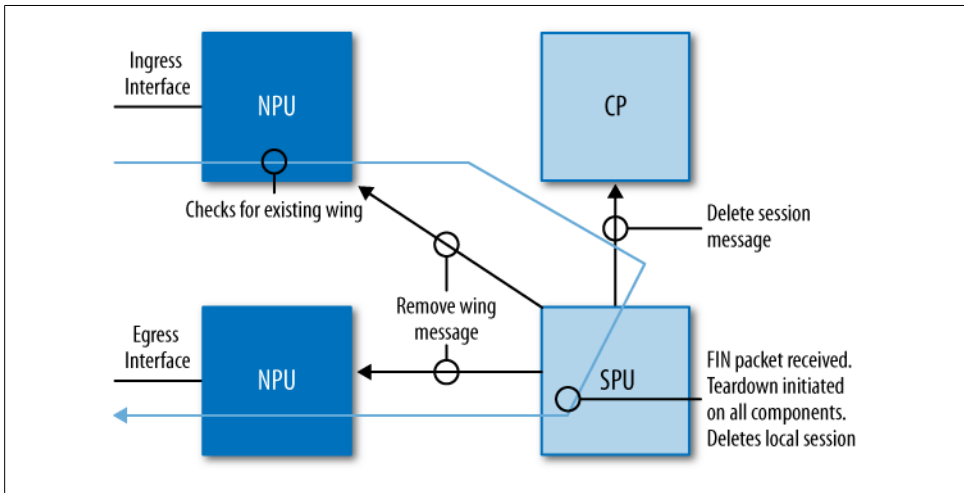 Ingress
Interface
NPU
CP
Checks for existing wing
Delete session
message
Remove wing
message
Egress
Interface
NPU
SPU
FIN packet received.
Teardown initiated
on all components.
Deletes local session